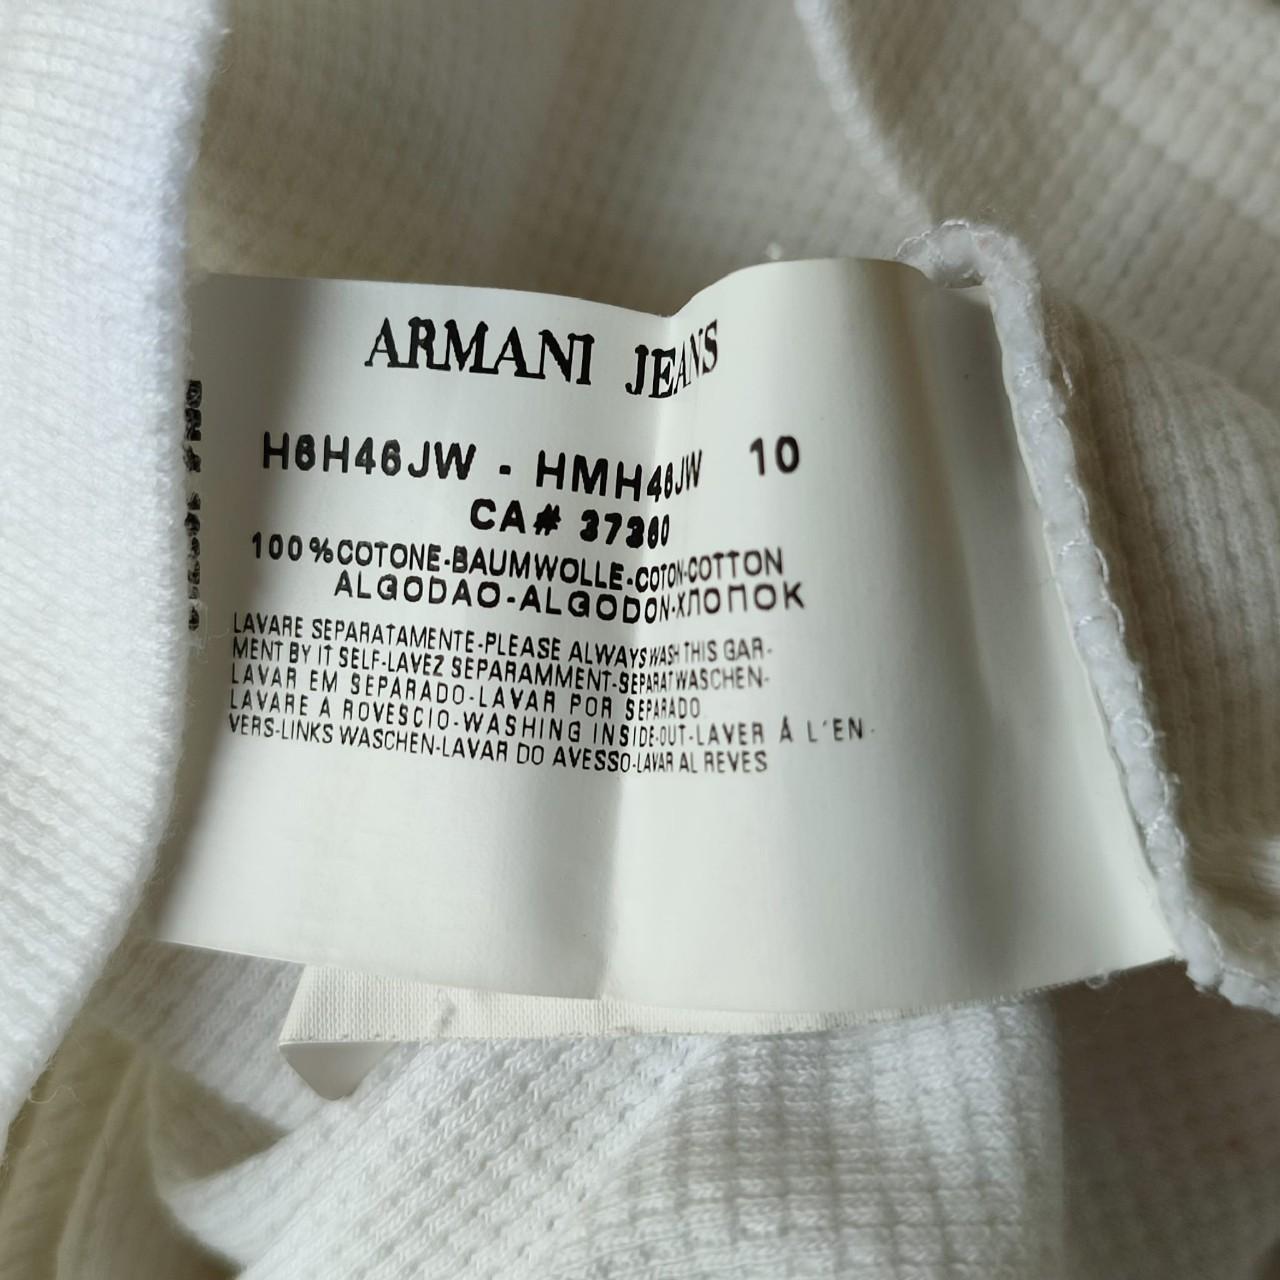 ARMANI JEANS
H6H46JW - HMH46JW 10
CA# 37360
100%COTONE-BAUMWOLLE-COTON-COTTON
ALGODAO-ALGODON-ХЛОПОК
LAVARE SEPARATAMENTE-PLEASE ALWAYS WASH THIS GAR-
MENT BY IT SELF-LAVEZ SEPARAMMENT-SEPARAT WASCHEN-
LAVAR EM SEPARADO-LAVAR POR SEPARADO
LAVARE A ROVESCIO-WASHING INSIDE-OUT-LAVER Á L'EN-
VERS-LINKS WASCHEN-LAVAR DO AVESSO-LAVAR AL REVES